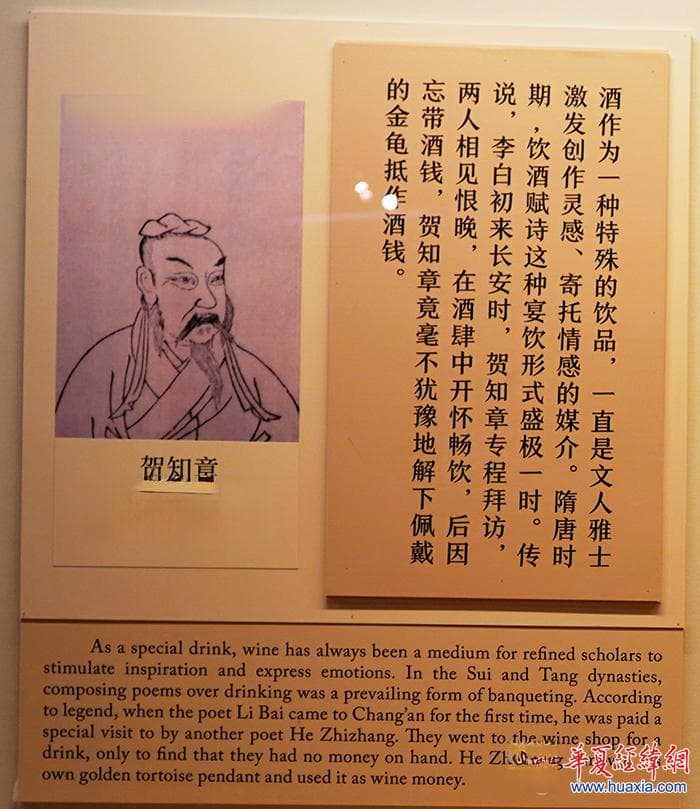 酒作为一种特殊的饮品，一直是文人雅士
激发创作灵感、寄托情感的媒介。隋唐时
期，饮酒赋诗这种宴饮形式盛极一时。传
说，李白初来长安时，贺知章专程拜访，
两人相见恨晚，在酒肆中开怀畅饮，后因
忘带酒钱，贺知章竟毫不犹豫地解下佩戴
的金龟抵作酒钱。
贺知章
As a special drink, wine has always been a medium for refined scholars to
stimulate inspiration and express emotions. In the Sui and Tang dynasties,
composing poems over drinking was a prevailing form of banqueting. According
to legend, when the poet Li Bai came to Chang'an for the first time, he was paid a
special visit to by another poet He Zhizhang. They went to the wine shop for a
drink, only to find that they had no money on hand. He
own golden tortoise pendant and used it as wine money.
華夏經緯網
www.huaxia.com